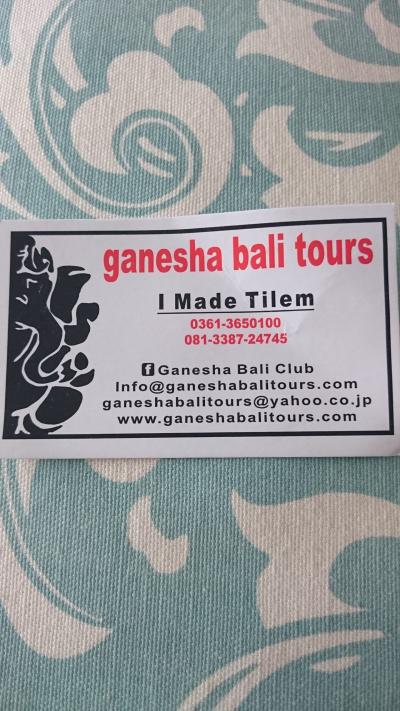 ganesha bali tours
I Made Tilem
0361-3650100
081-3387-24745
Ganesha Bali Club
Info@ganeshabalitours.com
ganeshabalitours@yahoo.co.jp
www.ganeshabalitours.com